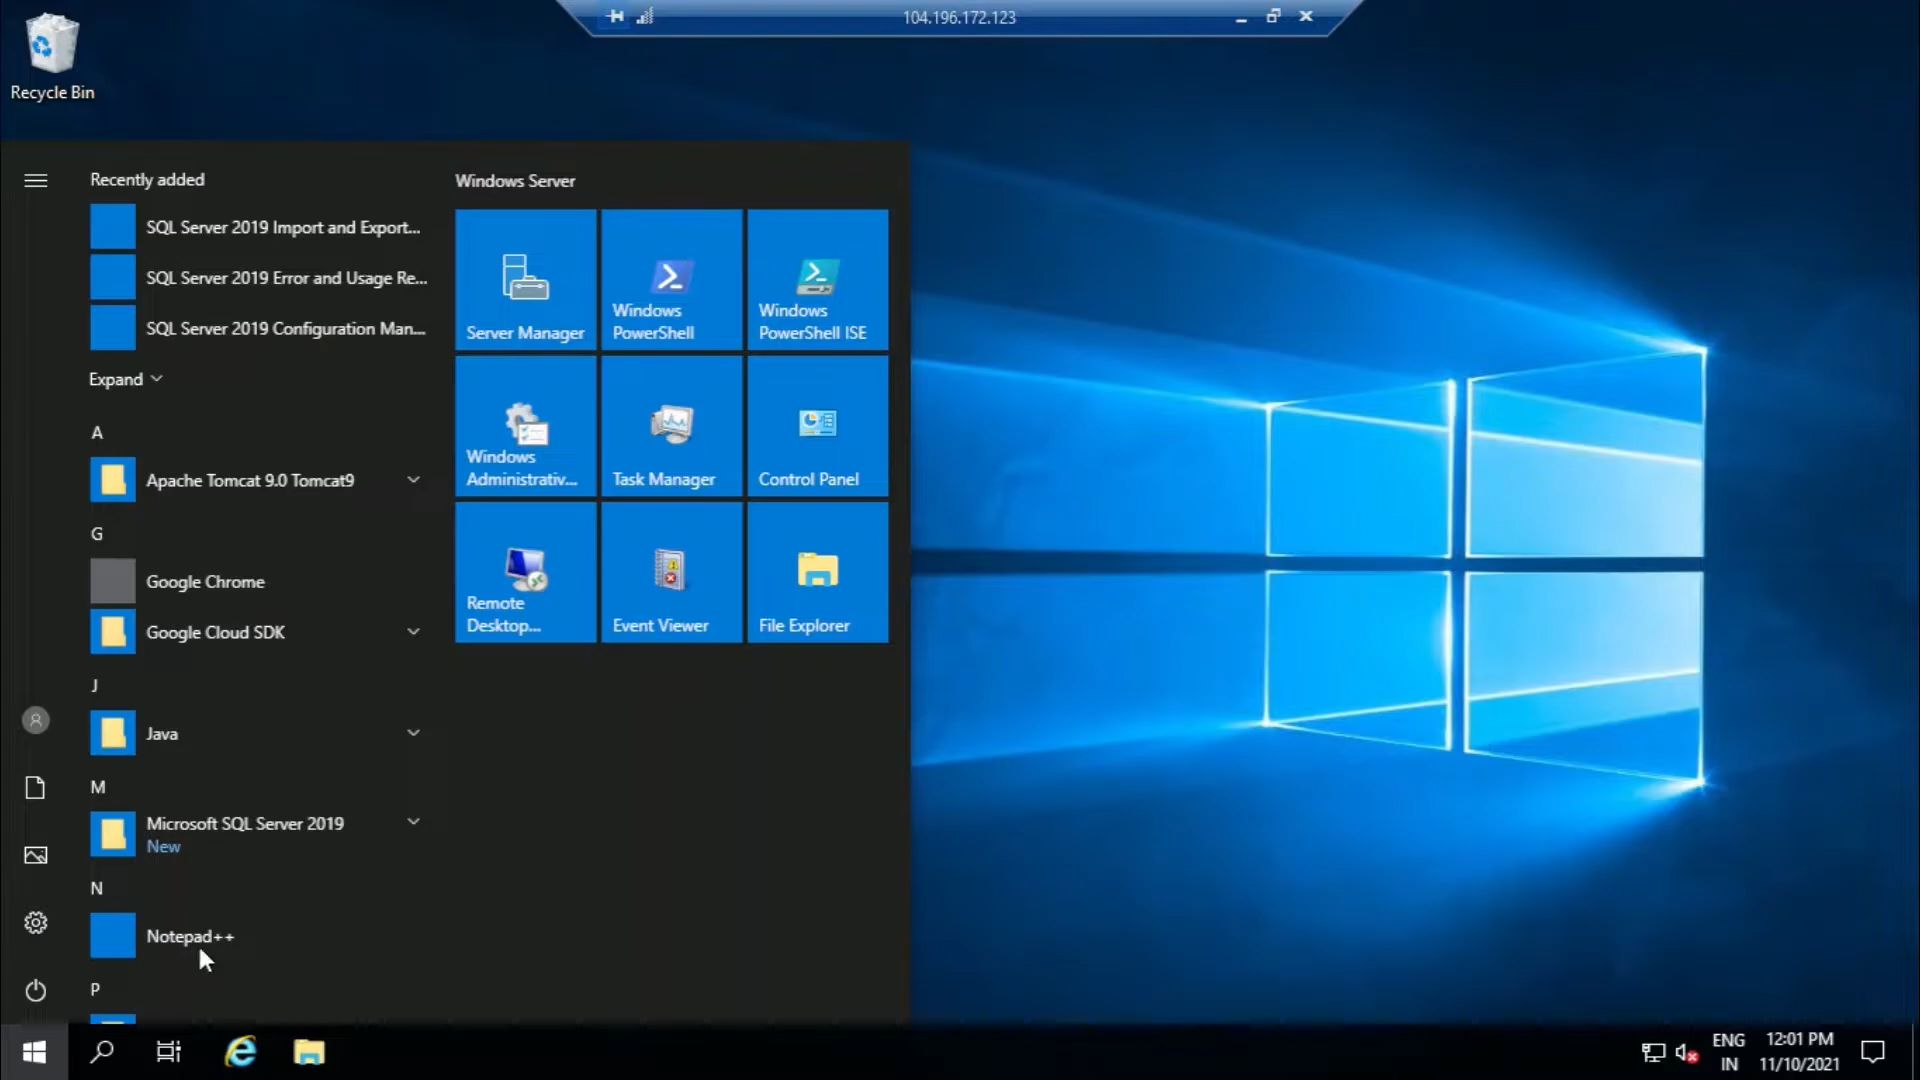 104.196.172.123
Recycle Bin
Recently added
SQL Server 2019 Import and Export...
SQL Server 2019 Error and Usage Re...
SQL Server 2019 Configuration Man...
Expand
A
Apache Tomcat 9.0 Tomcat9
G
Google Chrome
Google Cloud SDK
J
Java
M
Microsoft SQL Server 2019
New
N
Notepad++
P
Windows Server
Server Manager
Windows
PowerShell
Windows
PowerShell ISE
Windows
Administrativ...
Task Manager
Control Panel
Remote
Desktop...
Event Viewer
File Explorer
ENG
IN
12:01 PM
11/10/2021